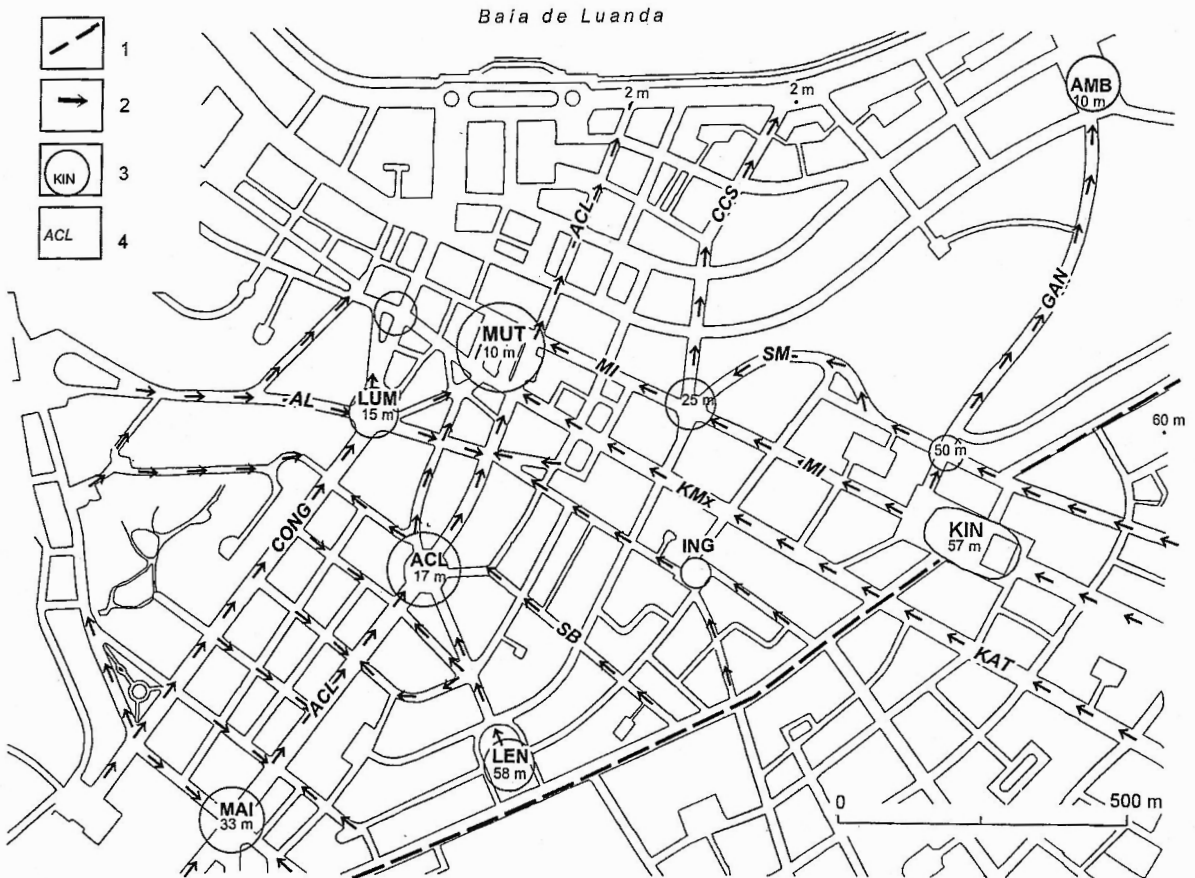 Baía de Luanda
1
2
KIN
3
ACL
4
AMB
10 m
2 m
2 m
ACL
CCS
GAN
MUT
10 m
MI
SM
LUM
15 m
AL
25 m
50 m
60 m
MI
KMx
CONG
ING
KIN
57 m
ACL
17 m
SB
KAT
ACL
LEN
58 m
MAI
33 m
0
500 m